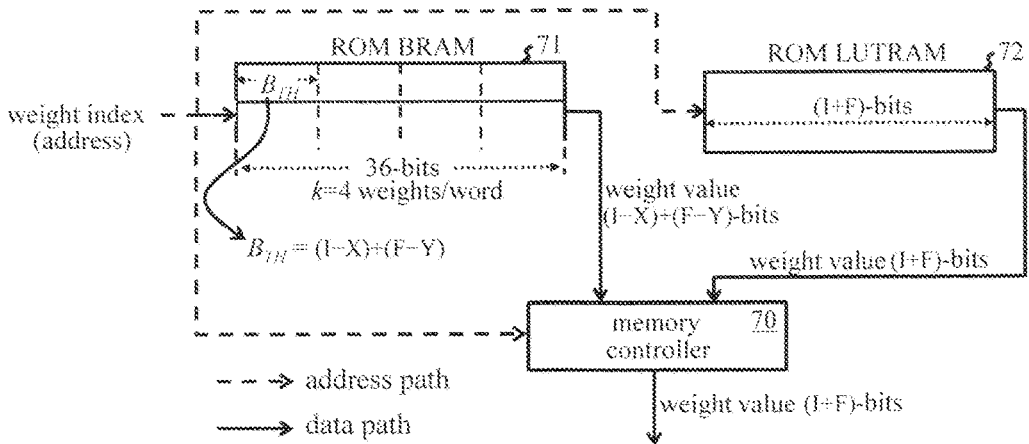 ROM BRAM 71
ROM LUTRAM 72
B_TH
weight index
(address)
(I+F)-bits
36-bits
k=4 weights/word
weight value
(I−X)+(F−Y)-bits
B_TH = (I−X)+(F−Y)
weight value (I+F)-bits
memory 70
controller
address path
data path
weight value (I+F)-bits